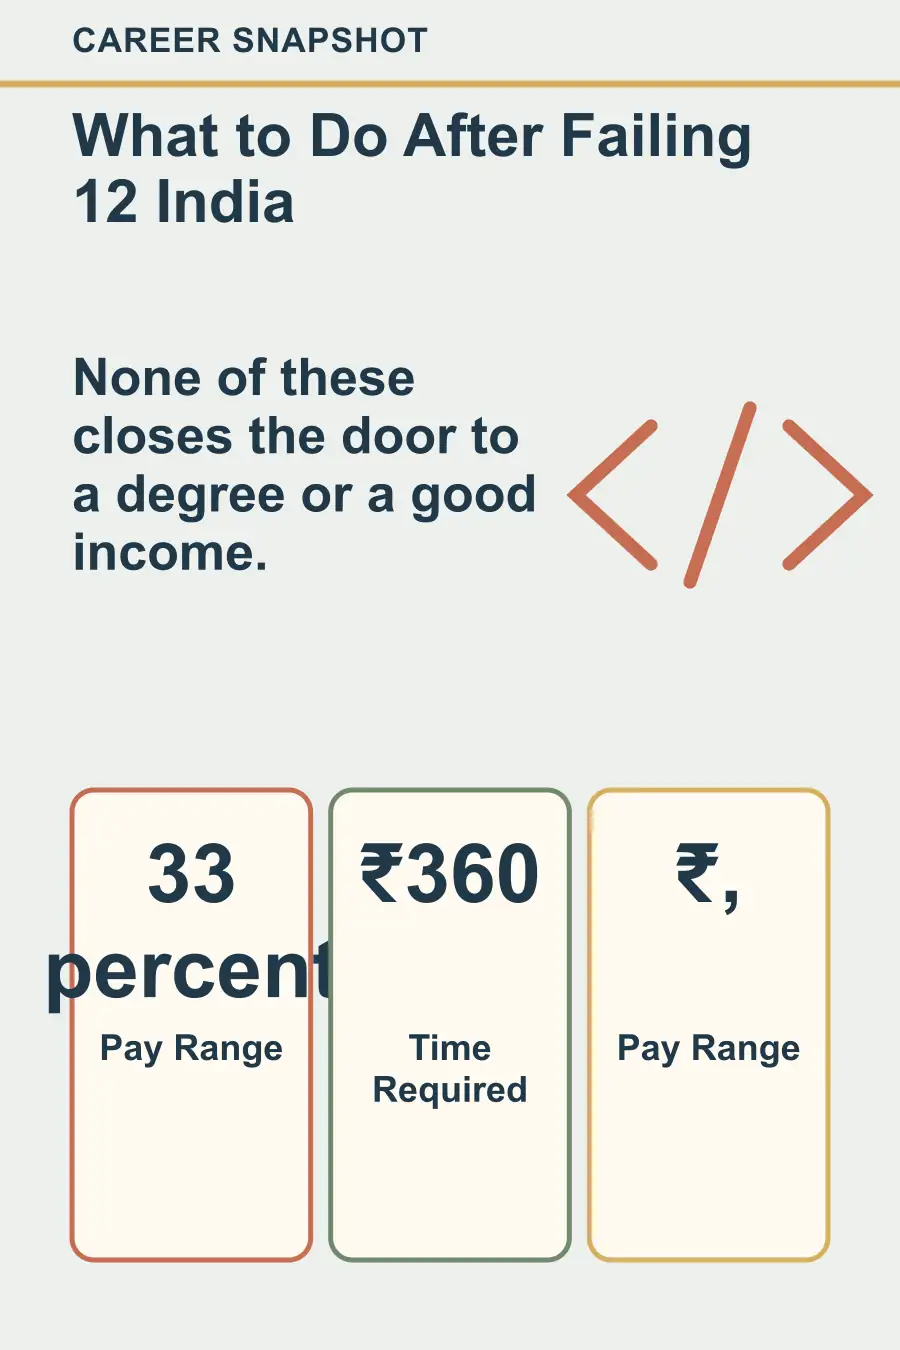 CAREER SNAPSHOT
What to Do After Failing
12 India
None of these
closes the door to
a degree or a good
income.
33
percent
Pay Range
₹360
Time
Required
₹,
Pay Range